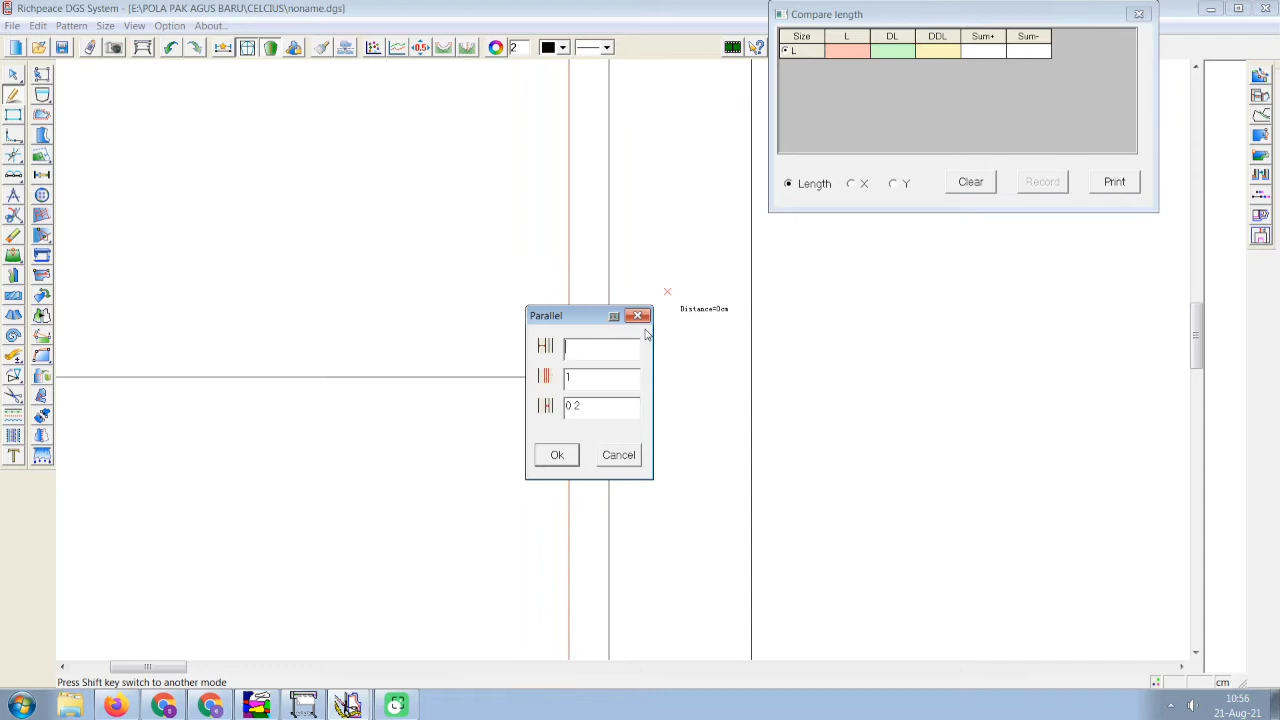 Richpeace DGS System - [E:\POLA PAK AGUS BARU\CELCIUS\noname.dgs]
File Edit Pattern Size View Option About...
2
Compare length
Size L DL DDL Sum+ Sum-
L
Length X Y Clear Record Print
Distance=0cm
Parallel
1
0.2
Ok Cancel
Press Shift key switch to another mode
cm
10:56
21-Aug-21